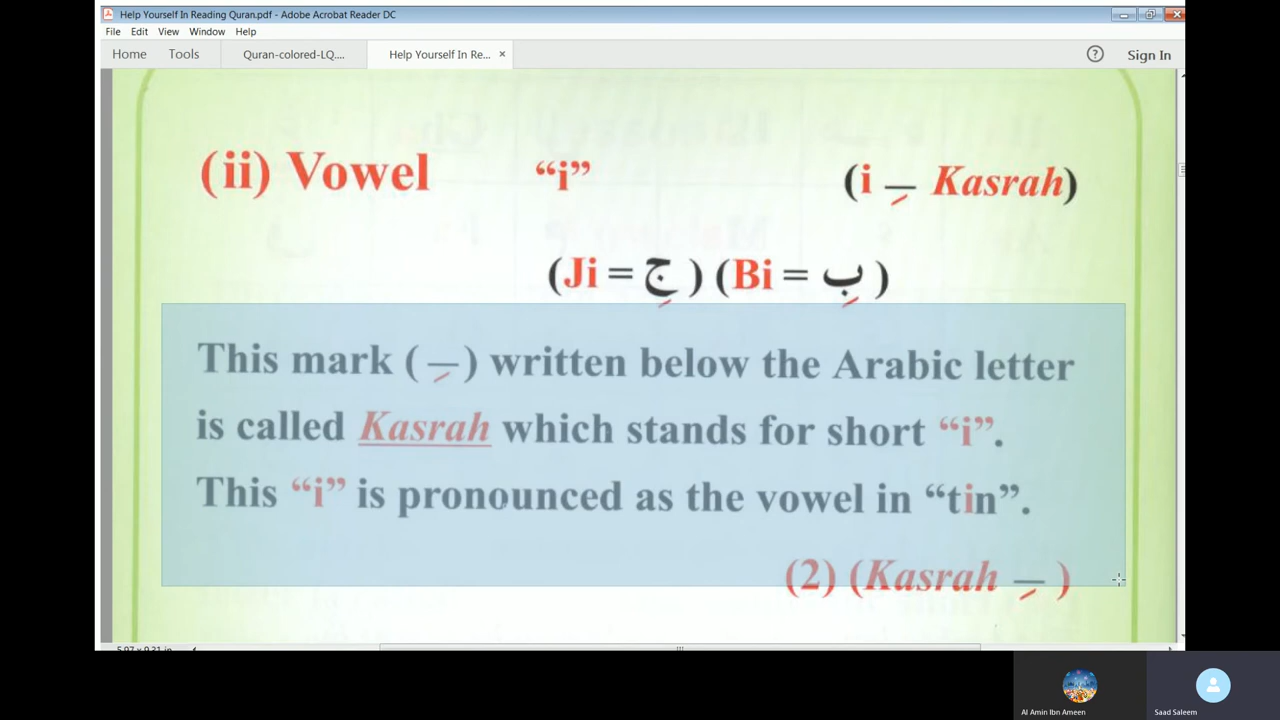 Help Yourself In Reading Quran.pdf - Adobe Acrobat Reader DC
File Edit View Window Help
Home Tools Quran-colored-LQ.... Help Yourself In Re... × ? Sign In
(ii) Vowel “i” (i –ِ Kasrah)
(Ji = جِ ) (Bi = بِ )
This mark ( –ِ ) written below the Arabic letter
is called Kasrah which stands for short “i”.
This “i” is pronounced as the vowel in “tin”.
(2) (Kasrah –ِ )
Al Amin Ibn Ameen
Saad Saleem